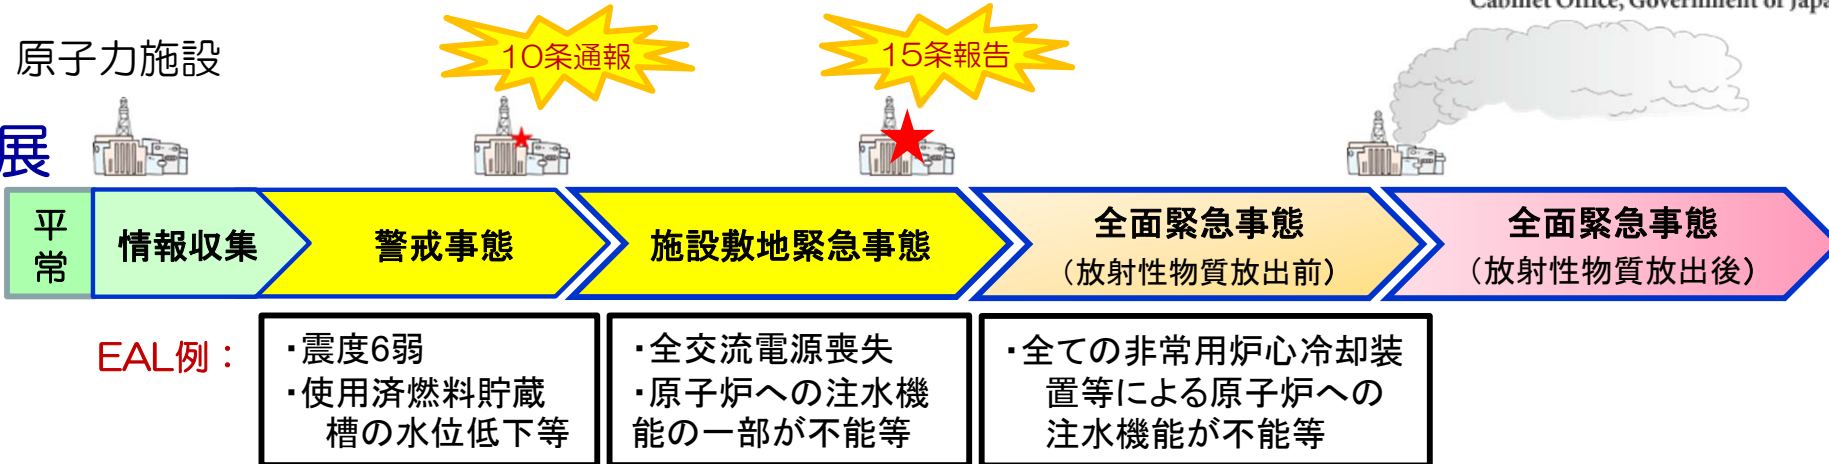 Cabinet Office, Government of Japa
原子力施設
10条通報
15条報告
展
平
常
情報収集
警戒事態
施設敷地緊急事態
全面緊急事態
(放射性物質放出前)
全面緊急事態
(放射性物質放出後)
EAL例：
・震度6弱
・使用済燃料貯蔵
槽の水位低下等
・全交流電源喪失
・原子炉への注水機
能の一部が不能等
・全ての非常用炉心冷却装
置等による原子炉への
注水機能が不能等